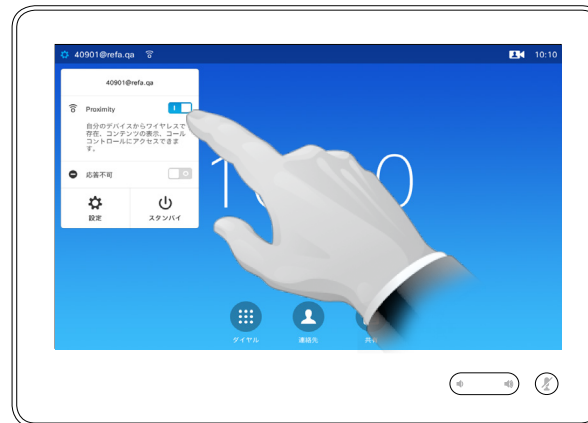 40901@refa.qa
10:10
40901@refa.qa
Proximity
自分のデバイスからワイヤレスで
存在、コンテンツの表示、コール
コントロールにアクセスできま
す。
応答不可
設定 スタンバイ
ダイヤル 連絡先